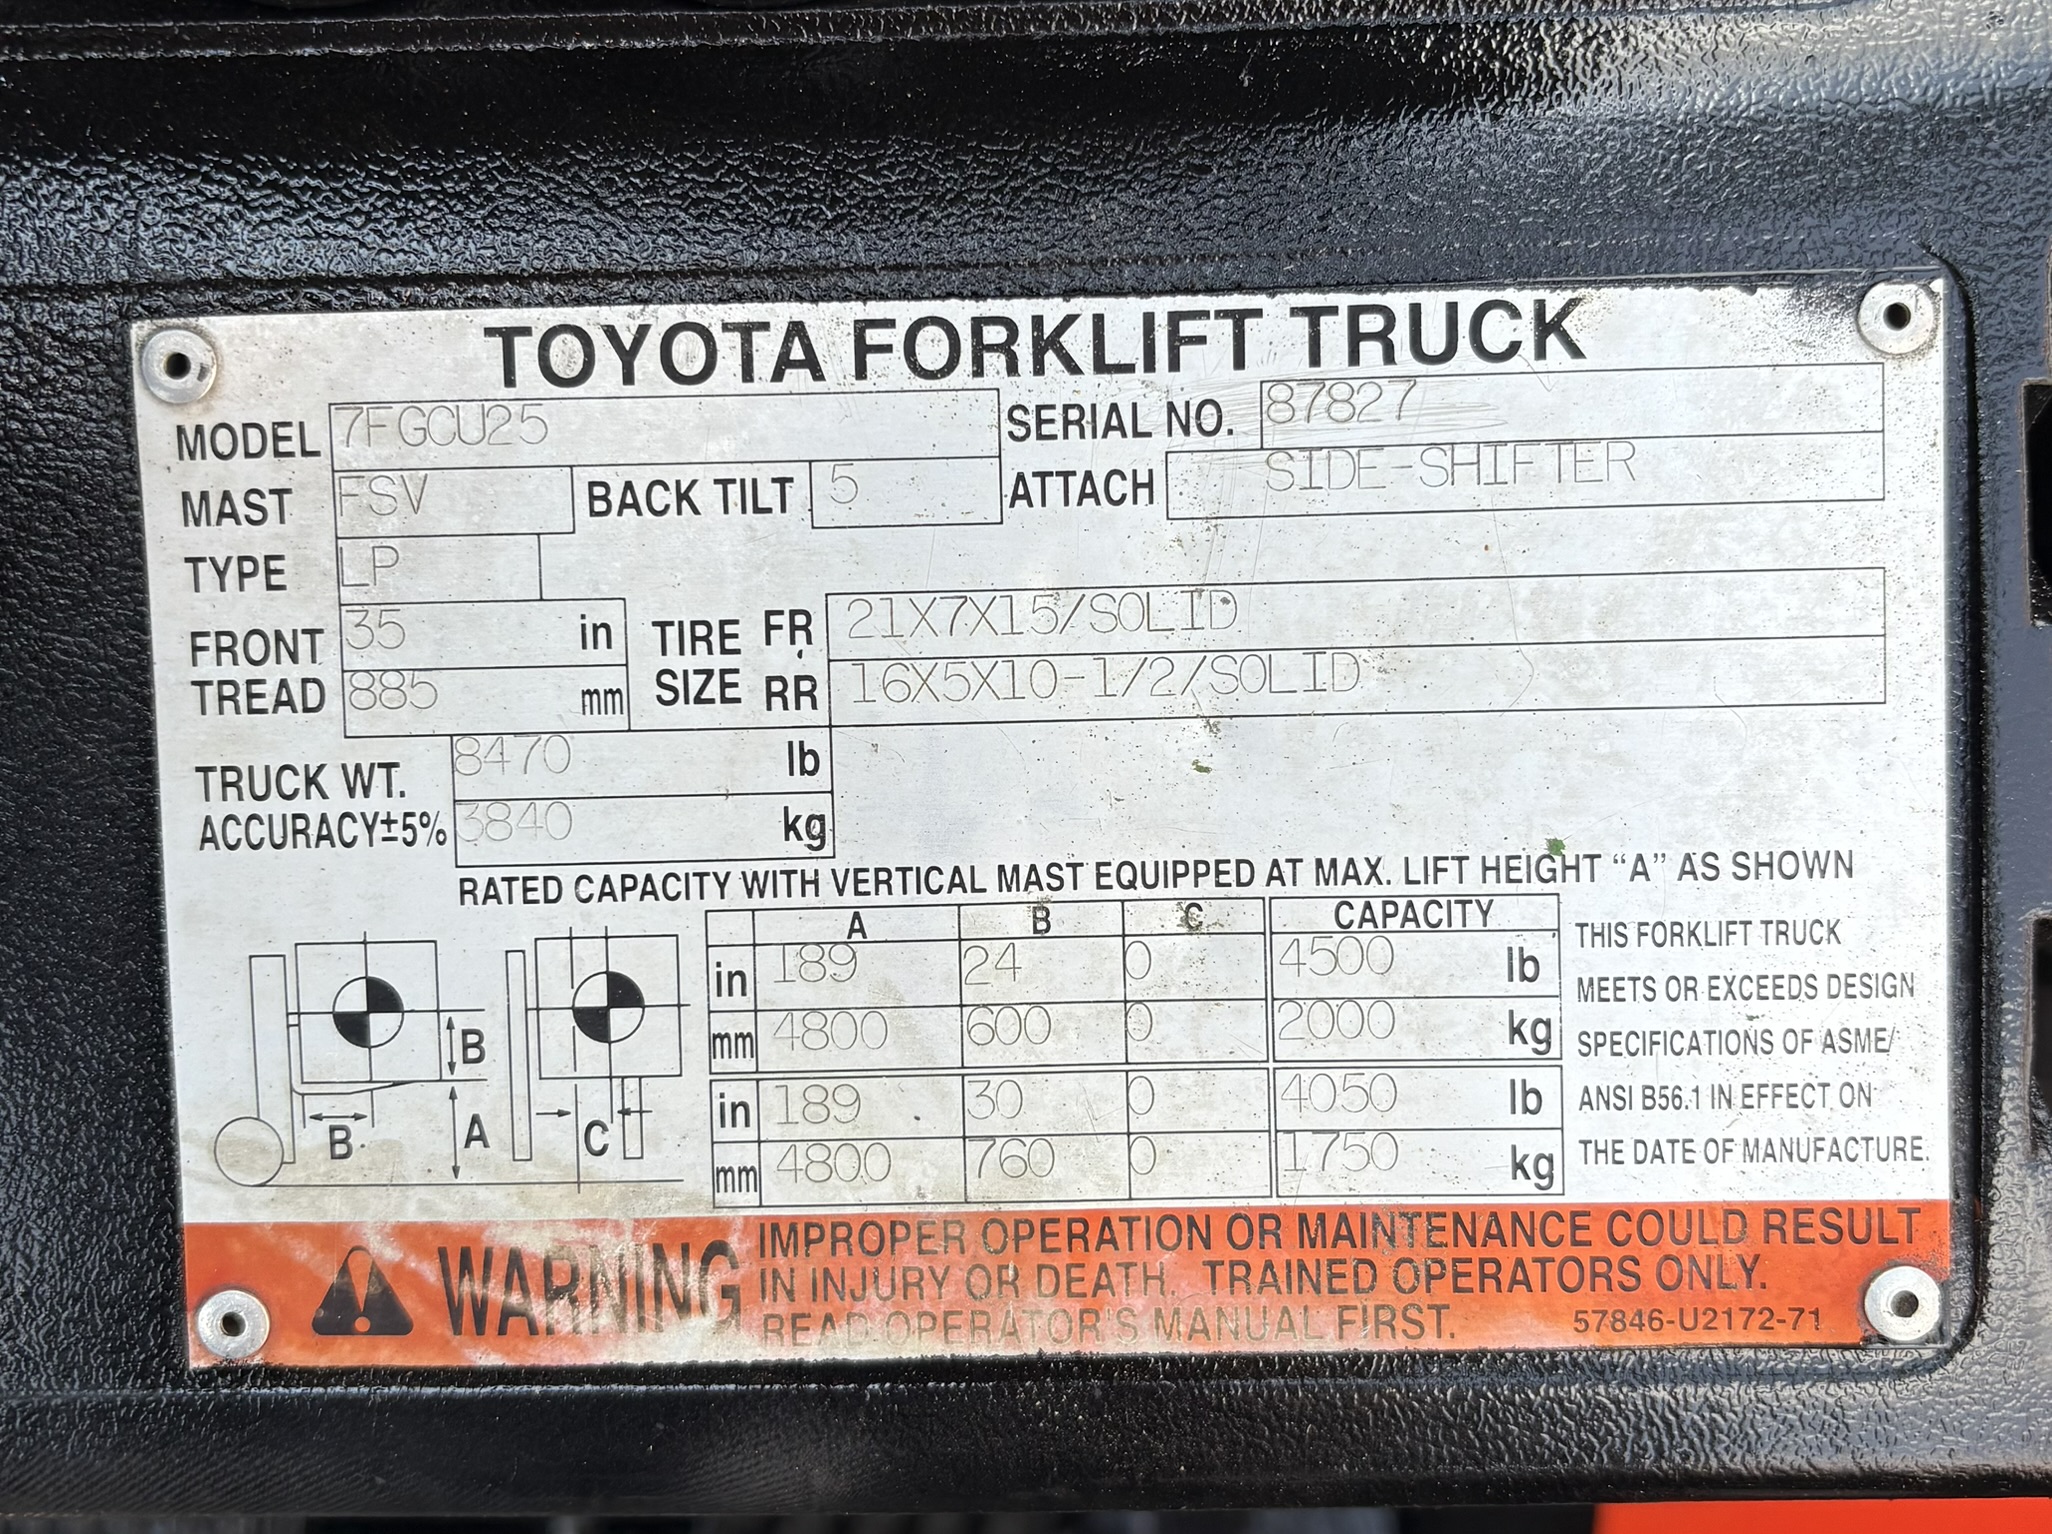 TOYOTA FORKLIFT TRUCK
MODEL 7FGCU25 SERIAL NO. 87827
MAST FSV BACK TILT 5 ATTACH SIDE-SHIFTER
TYPE LP
FRONT TREAD 35 in TIRE SIZE FR 21X7X15/SOLID
885 mm RR 16X5X10-1/2/SOLID
TRUCK WT. 8470 lb
ACCURACY±5% 3840 kg
RATED CAPACITY WITH VERTICAL MAST EQUIPPED AT MAX. LIFT HEIGHT “A” AS SHOWN
A B C CAPACITY
in 189 24 0 4500 lb
mm 4800 600 0 2000 kg
in 189 30 0 4050 lb
mm 4800 760 0 1750 kg
B
B A C
THIS FORKLIFT TRUCK
MEETS OR EXCEEDS DESIGN
SPECIFICATIONS OF ASME/
ANSI B56.1 IN EFFECT ON
THE DATE OF MANUFACTURE.
WARNING
IMPROPER OPERATION OR MAINTENANCE COULD RESULT
IN INJURY OR DEATH. TRAINED OPERATORS ONLY.
READ OPERATOR'S MANUAL FIRST. 57846-U2172-71